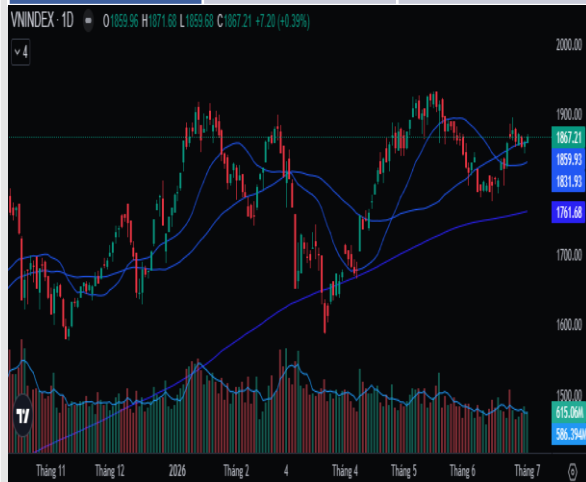 VNINDEX · 1D O1859.96 H1871.68 L1859.68 C1867.21 +7.20 (+0.39%)
4
2000.00
1900.00
1867.21
1859.93
1831.93
1761.68
1700.00
1600.00
1500.00
615.06M
586.394M
Tháng 11 Tháng 12 2026 Tháng 2 4 Tháng 4 Tháng 5 Tháng 6 Tháng 7